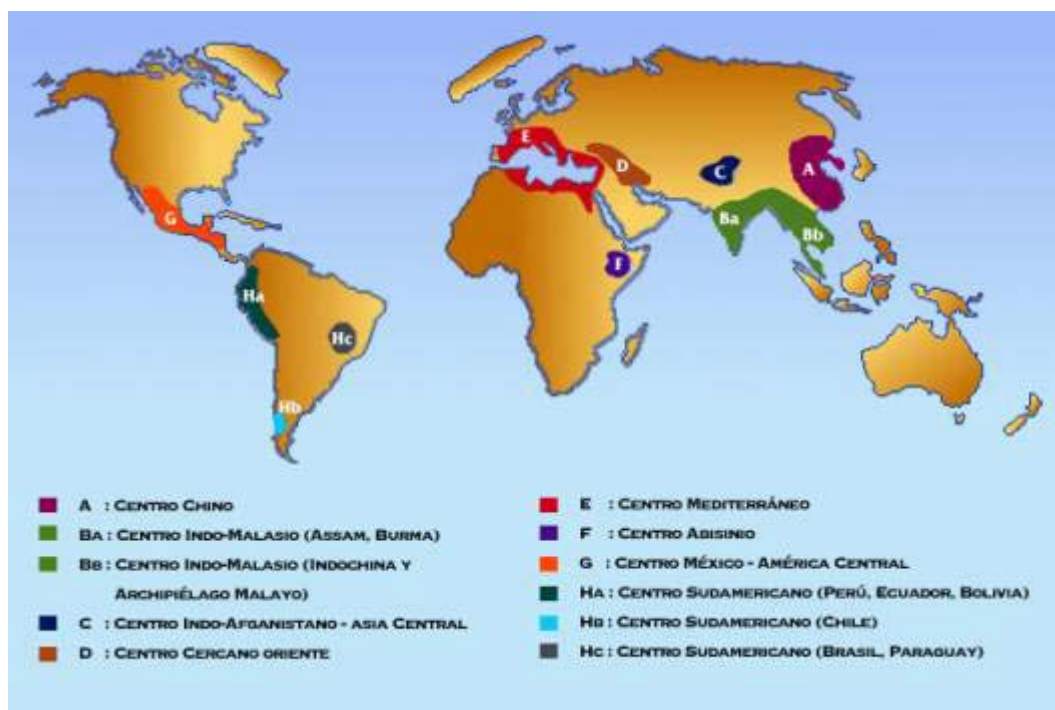 E
D
C
A
G
Ba
Bb
F
Ha
Hc
Hb
A : CENTRO CHINO
BA : CENTRO INDO-MALASIO (ASSAM, BURMA)
BB : CENTRO INDO-MALASIO (INDOCHINA Y
ARCHIPIÉLAGO MALAYO)
C : CENTRO INDO-AFGANISTANO - ASIA CENTRAL
D : CENTRO CERCANO ORIENTE
E : CENTRO MEDITERRÁNEO
F : CENTRO ABISINIO
G : CENTRO MÉXICO - AMÉRICA CENTRAL
HA : CENTRO SUDAMERICANO (PERÚ, ECUADOR, BOLIVIA)
HB : CENTRO SUDAMERICANO (CHILE)
HC : CENTRO SUDAMERICANO (BRASIL, PARAGUAY)